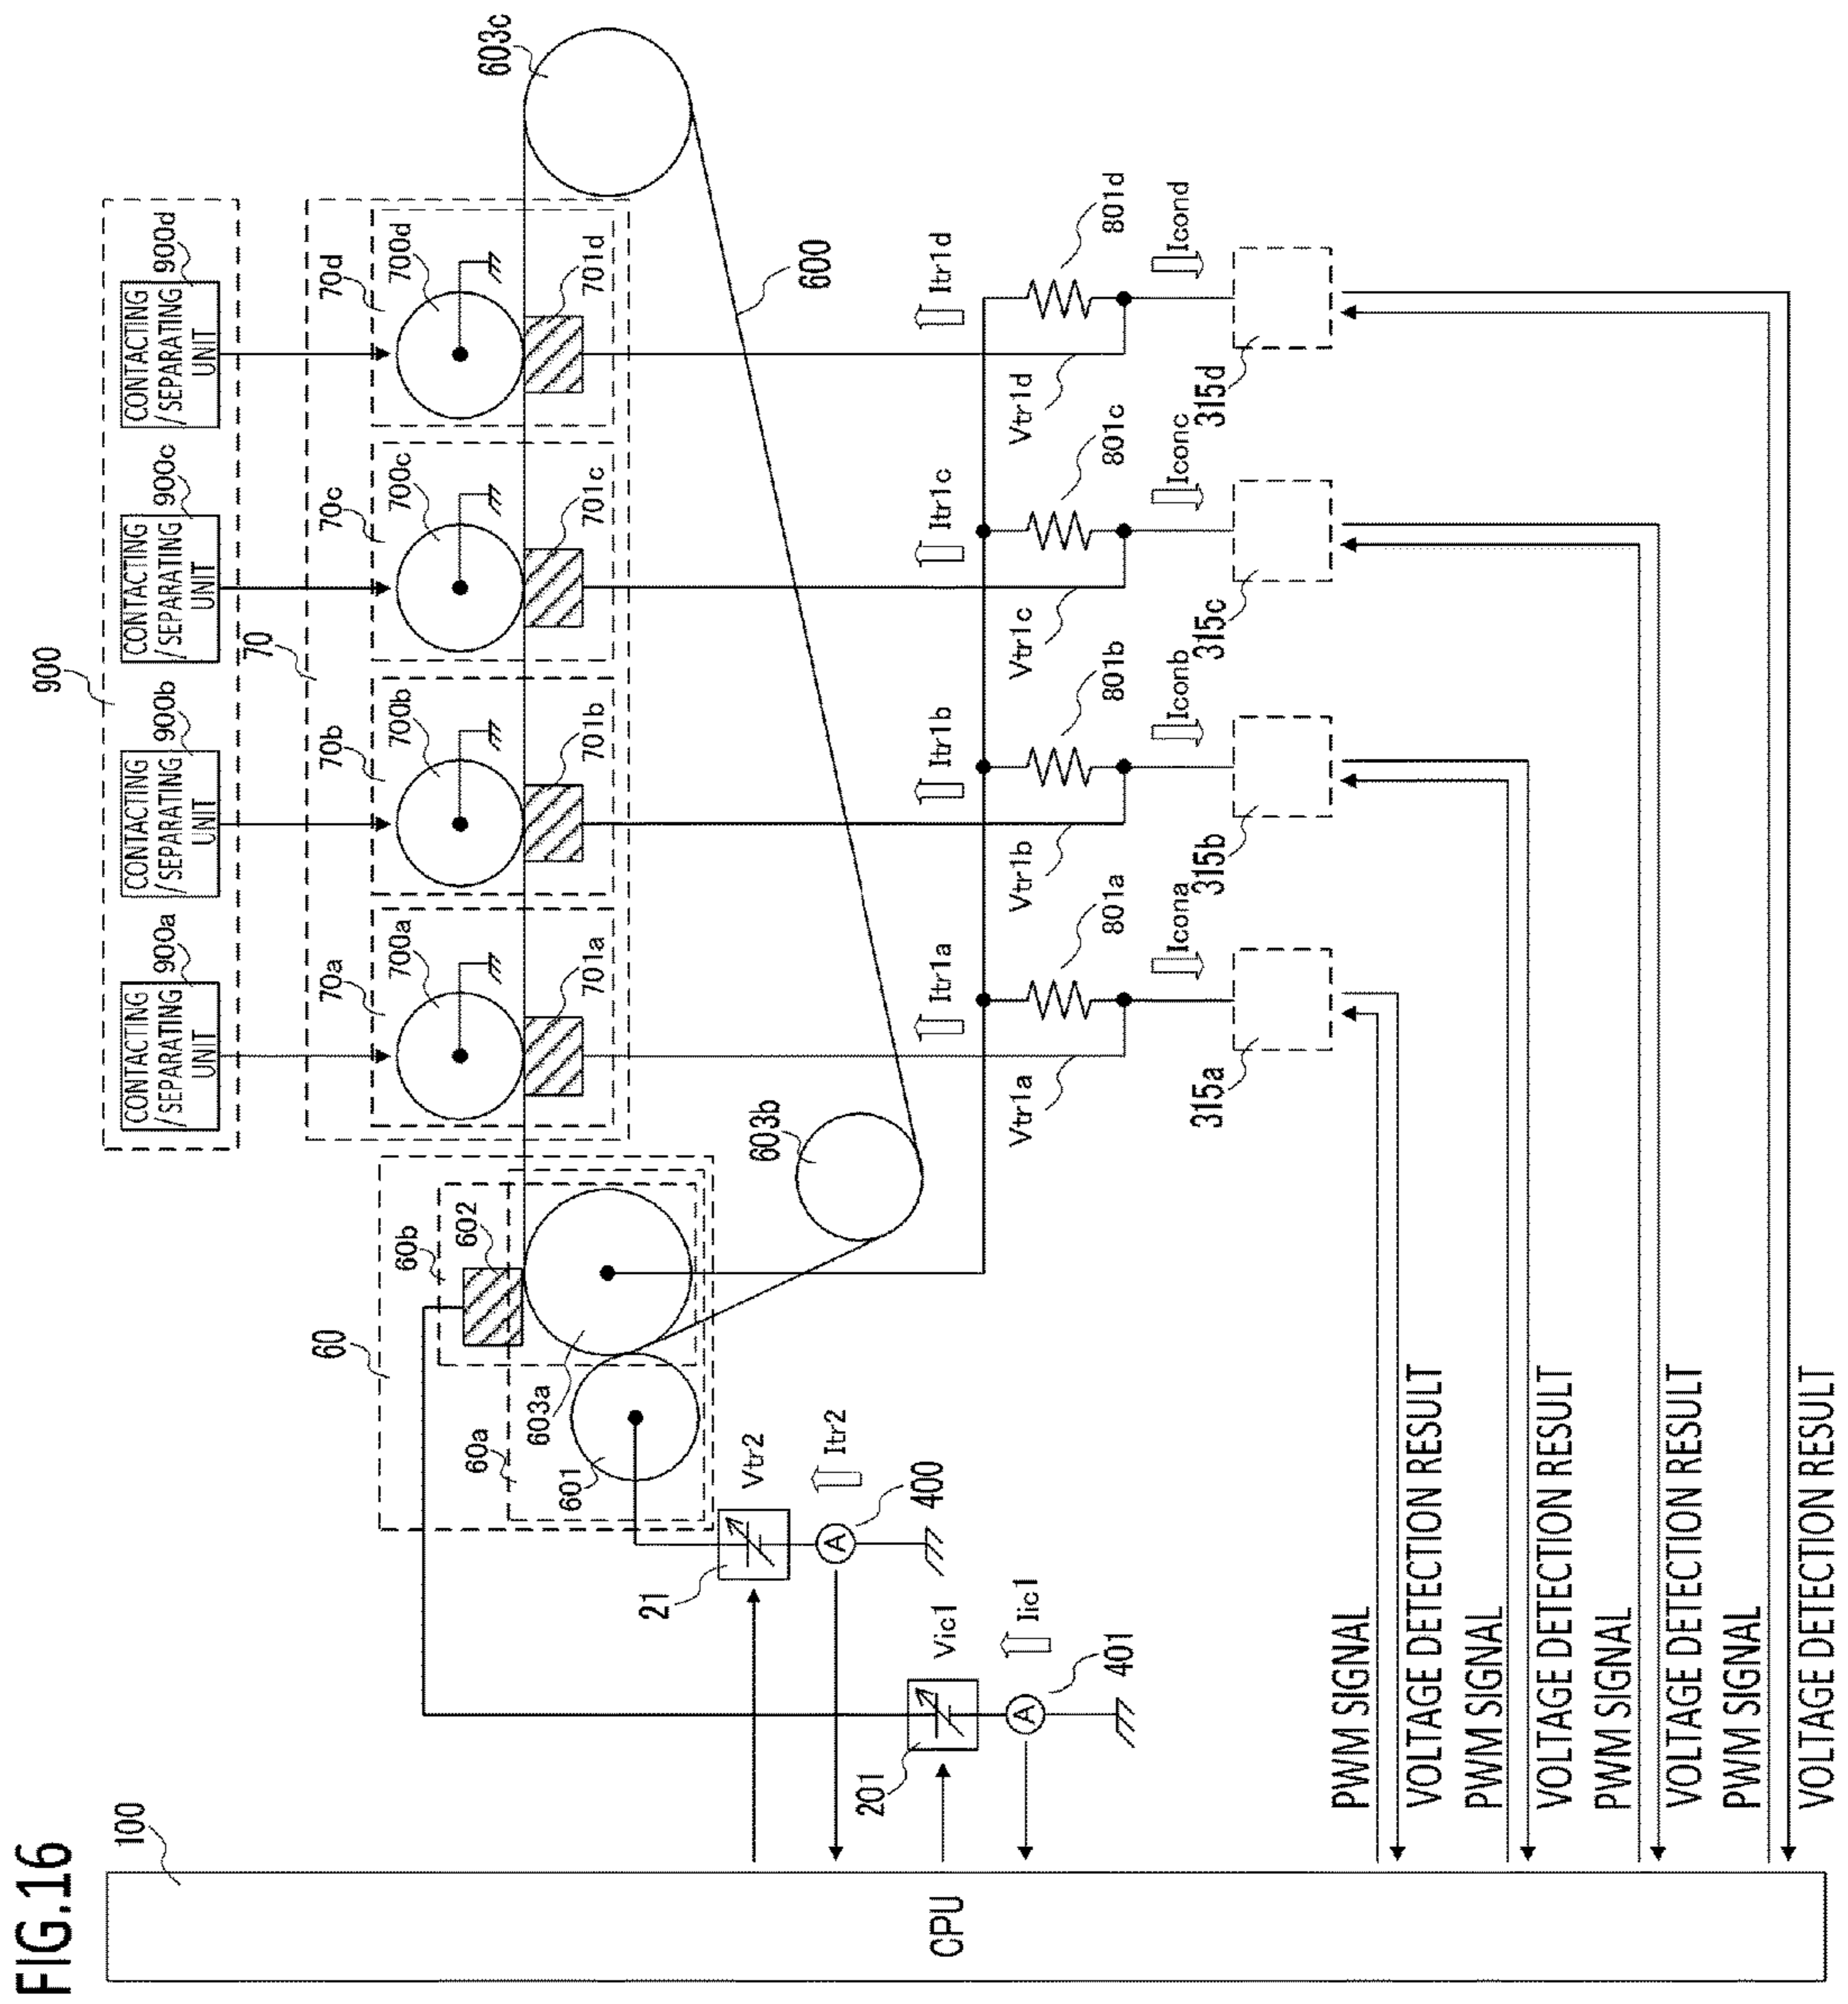 FIG.16
900
CONTACTING
/SEPARATING
UNIT
900a
CONTACTING
/SEPARATING
UNIT
900b
CONTACTING
/SEPARATING
UNIT
900c
CONTACTING
/SEPARATING
UNIT
900d
70
70a
700a
701a
70b
700b
701b
70c
700c
701c
70d
700d
701d
603c
60
60b
602
60a
603a
601
603b
600
100
CPU
21
Vtr2
Itr2
A
400
201
Vic1
Iic1
A
401
Itr1a
Itr1b
Itr1c
Itr1d
Vtr1a
801a
Vtr1b
801b
Vtr1c
801c
Vtr1d
801d
Icona
Iconb
Iconc
Icond
315a
315b
315c
315d
PWM SIGNAL
VOLTAGE DETECTION RESULT
PWM SIGNAL
VOLTAGE DETECTION RESULT
PWM SIGNAL
VOLTAGE DETECTION RESULT
PWM SIGNAL
VOLTAGE DETECTION RESULT